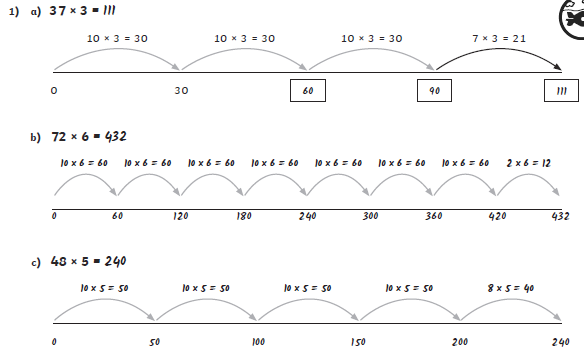 1) a) 37 × 3 = 111
10 × 3 = 30 10 × 3 = 30 10 × 3 = 30 7 × 3 = 21
0 30 60 90 111
b) 72 × 6 = 432
10 x 6 = 60 10 x 6 = 60 10 x 6 = 60 10 x 6 = 60 10 x 6 = 60 10 x 6 = 60 10 x 6 = 60 2 x 6 = 12
0 60 120 180 240 300 360 420 432
c) 48 × 5 = 240
10 x 5 = 50 10 x 5 = 50 10 x 5 = 50 10 x 5 = 50 8 x 5 = 40
0 50 100 150 200 240